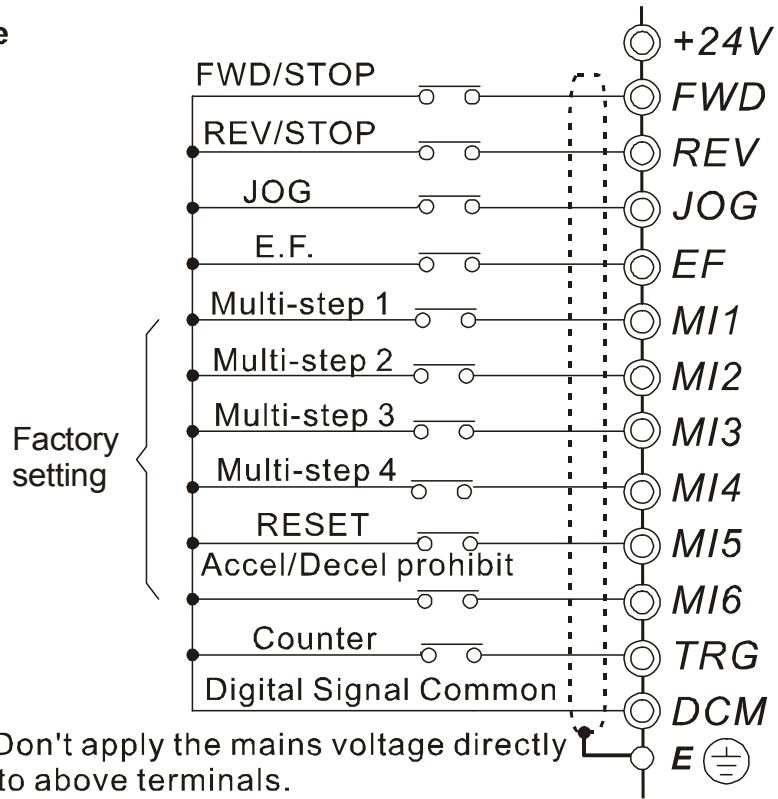 e
+24V
FWD/STOP
FWD
REV/STOP
REV
JOG
JOG
E.F.
EF
Multi-step 1
MI1
Multi-step 2
MI2
Multi-step 3
MI3
Factory
setting
Multi-step 4
MI4
RESET
MI5
Accel/Decel prohibit
MI6
Counter
TRG
Digital Signal Common
DCM
Don't apply the mains voltage directly
to above terminals.
E